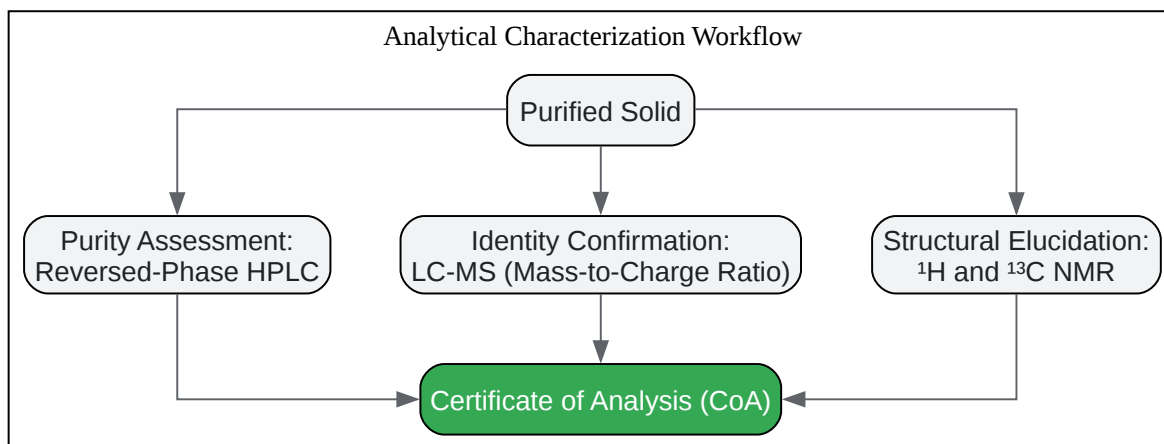 Analytical Characterization Workflow
Purified Solid
Purity Assessment:
Reversed-Phase HPLC
Identity Confirmation:
LC-MS (Mass-to-Charge Ratio)
Structural Elucidation:
¹H and ¹³C NMR
Certificate of Analysis (CoA)